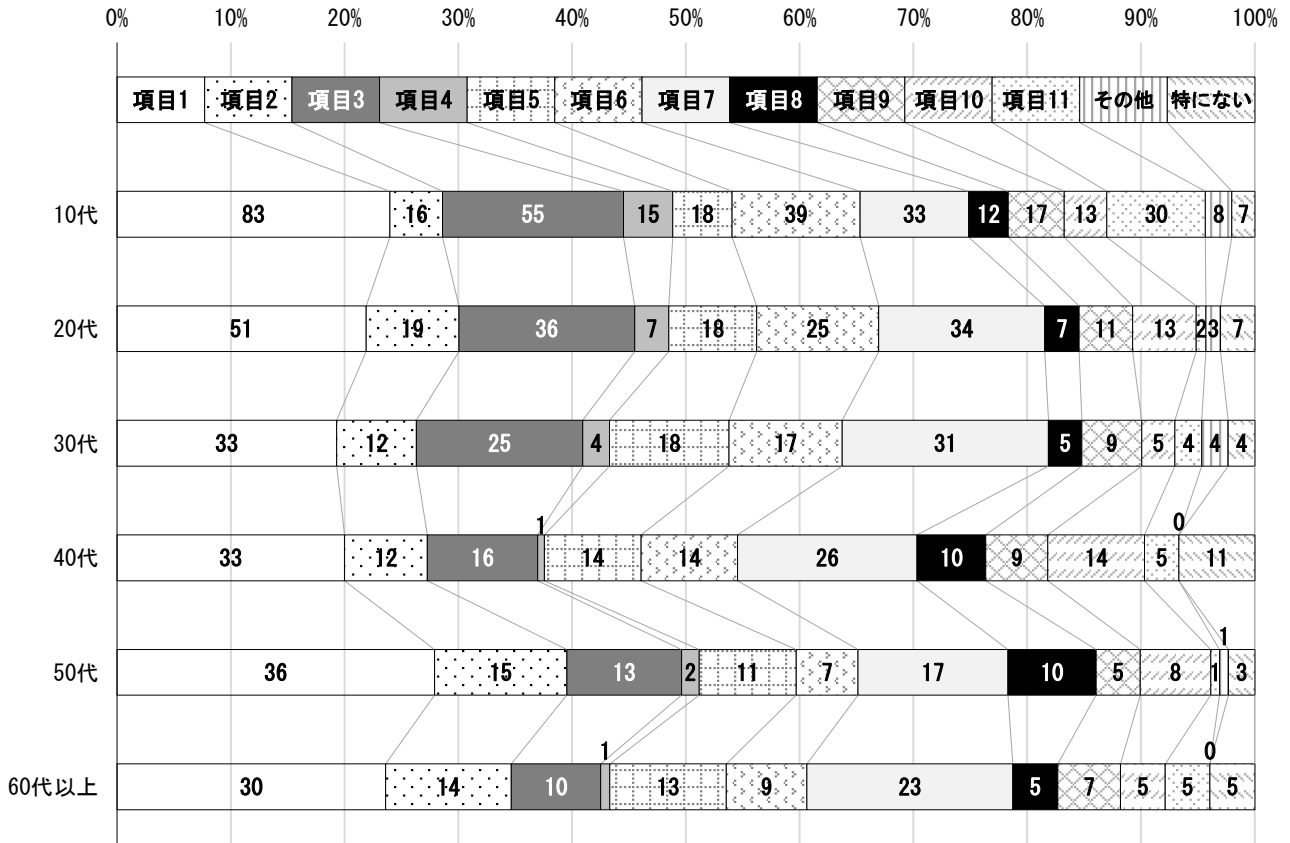 0% 10% 20% 30% 40% 50% 60% 70% 80% 90% 100%
項目1 項目2 項目3 項目4 項目5 項目6 項目7 項目8 項目9 項目10 項目11 その他 特にない
10代 83 16 55 15 18 39 33 12 17 13 30 8 7
20代 51 19 36 7 18 25 34 7 11 13 2 3 7
30代 33 12 25 4 18 17 31 5 9 5 4 4 4
1 0
40代 33 12 16 14 14 26 10 9 14 5 11
1
50代 36 15 13 2 11 7 17 10 5 8 1 3
1 0
60代以上 30 14 10 13 9 23 5 7 5 5 5